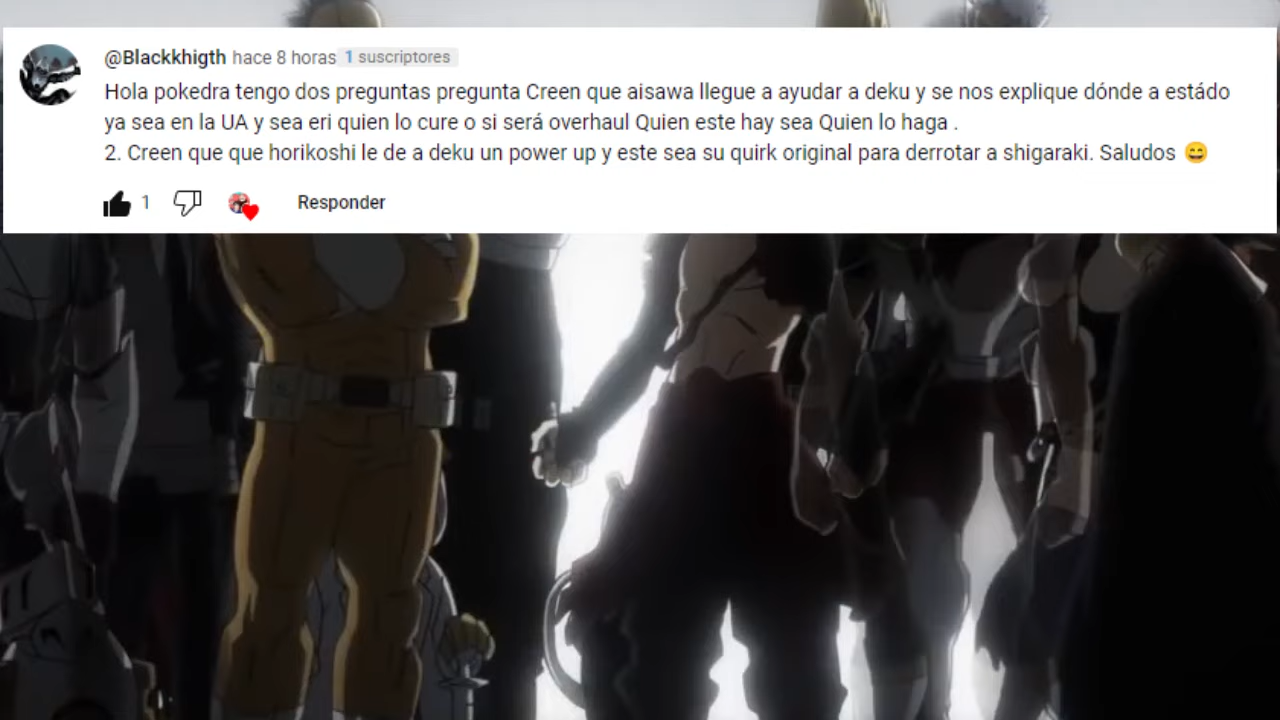 @Blackkhigth hace 8 horas 1 suscriptores
Hola pokedra tengo dos preguntas pregunta Creen que aisawa llegue a ayudar a deku y se nos explique dónde a estádo
ya sea en la UA y sea eri quien lo cure o si será overhaul Quien este hay sea Quien lo haga .
2. Creen que que horikoshi le de a deku un power up y este sea su quirk original para derrotar a shigaraki. Saludos 😄
1 Responder